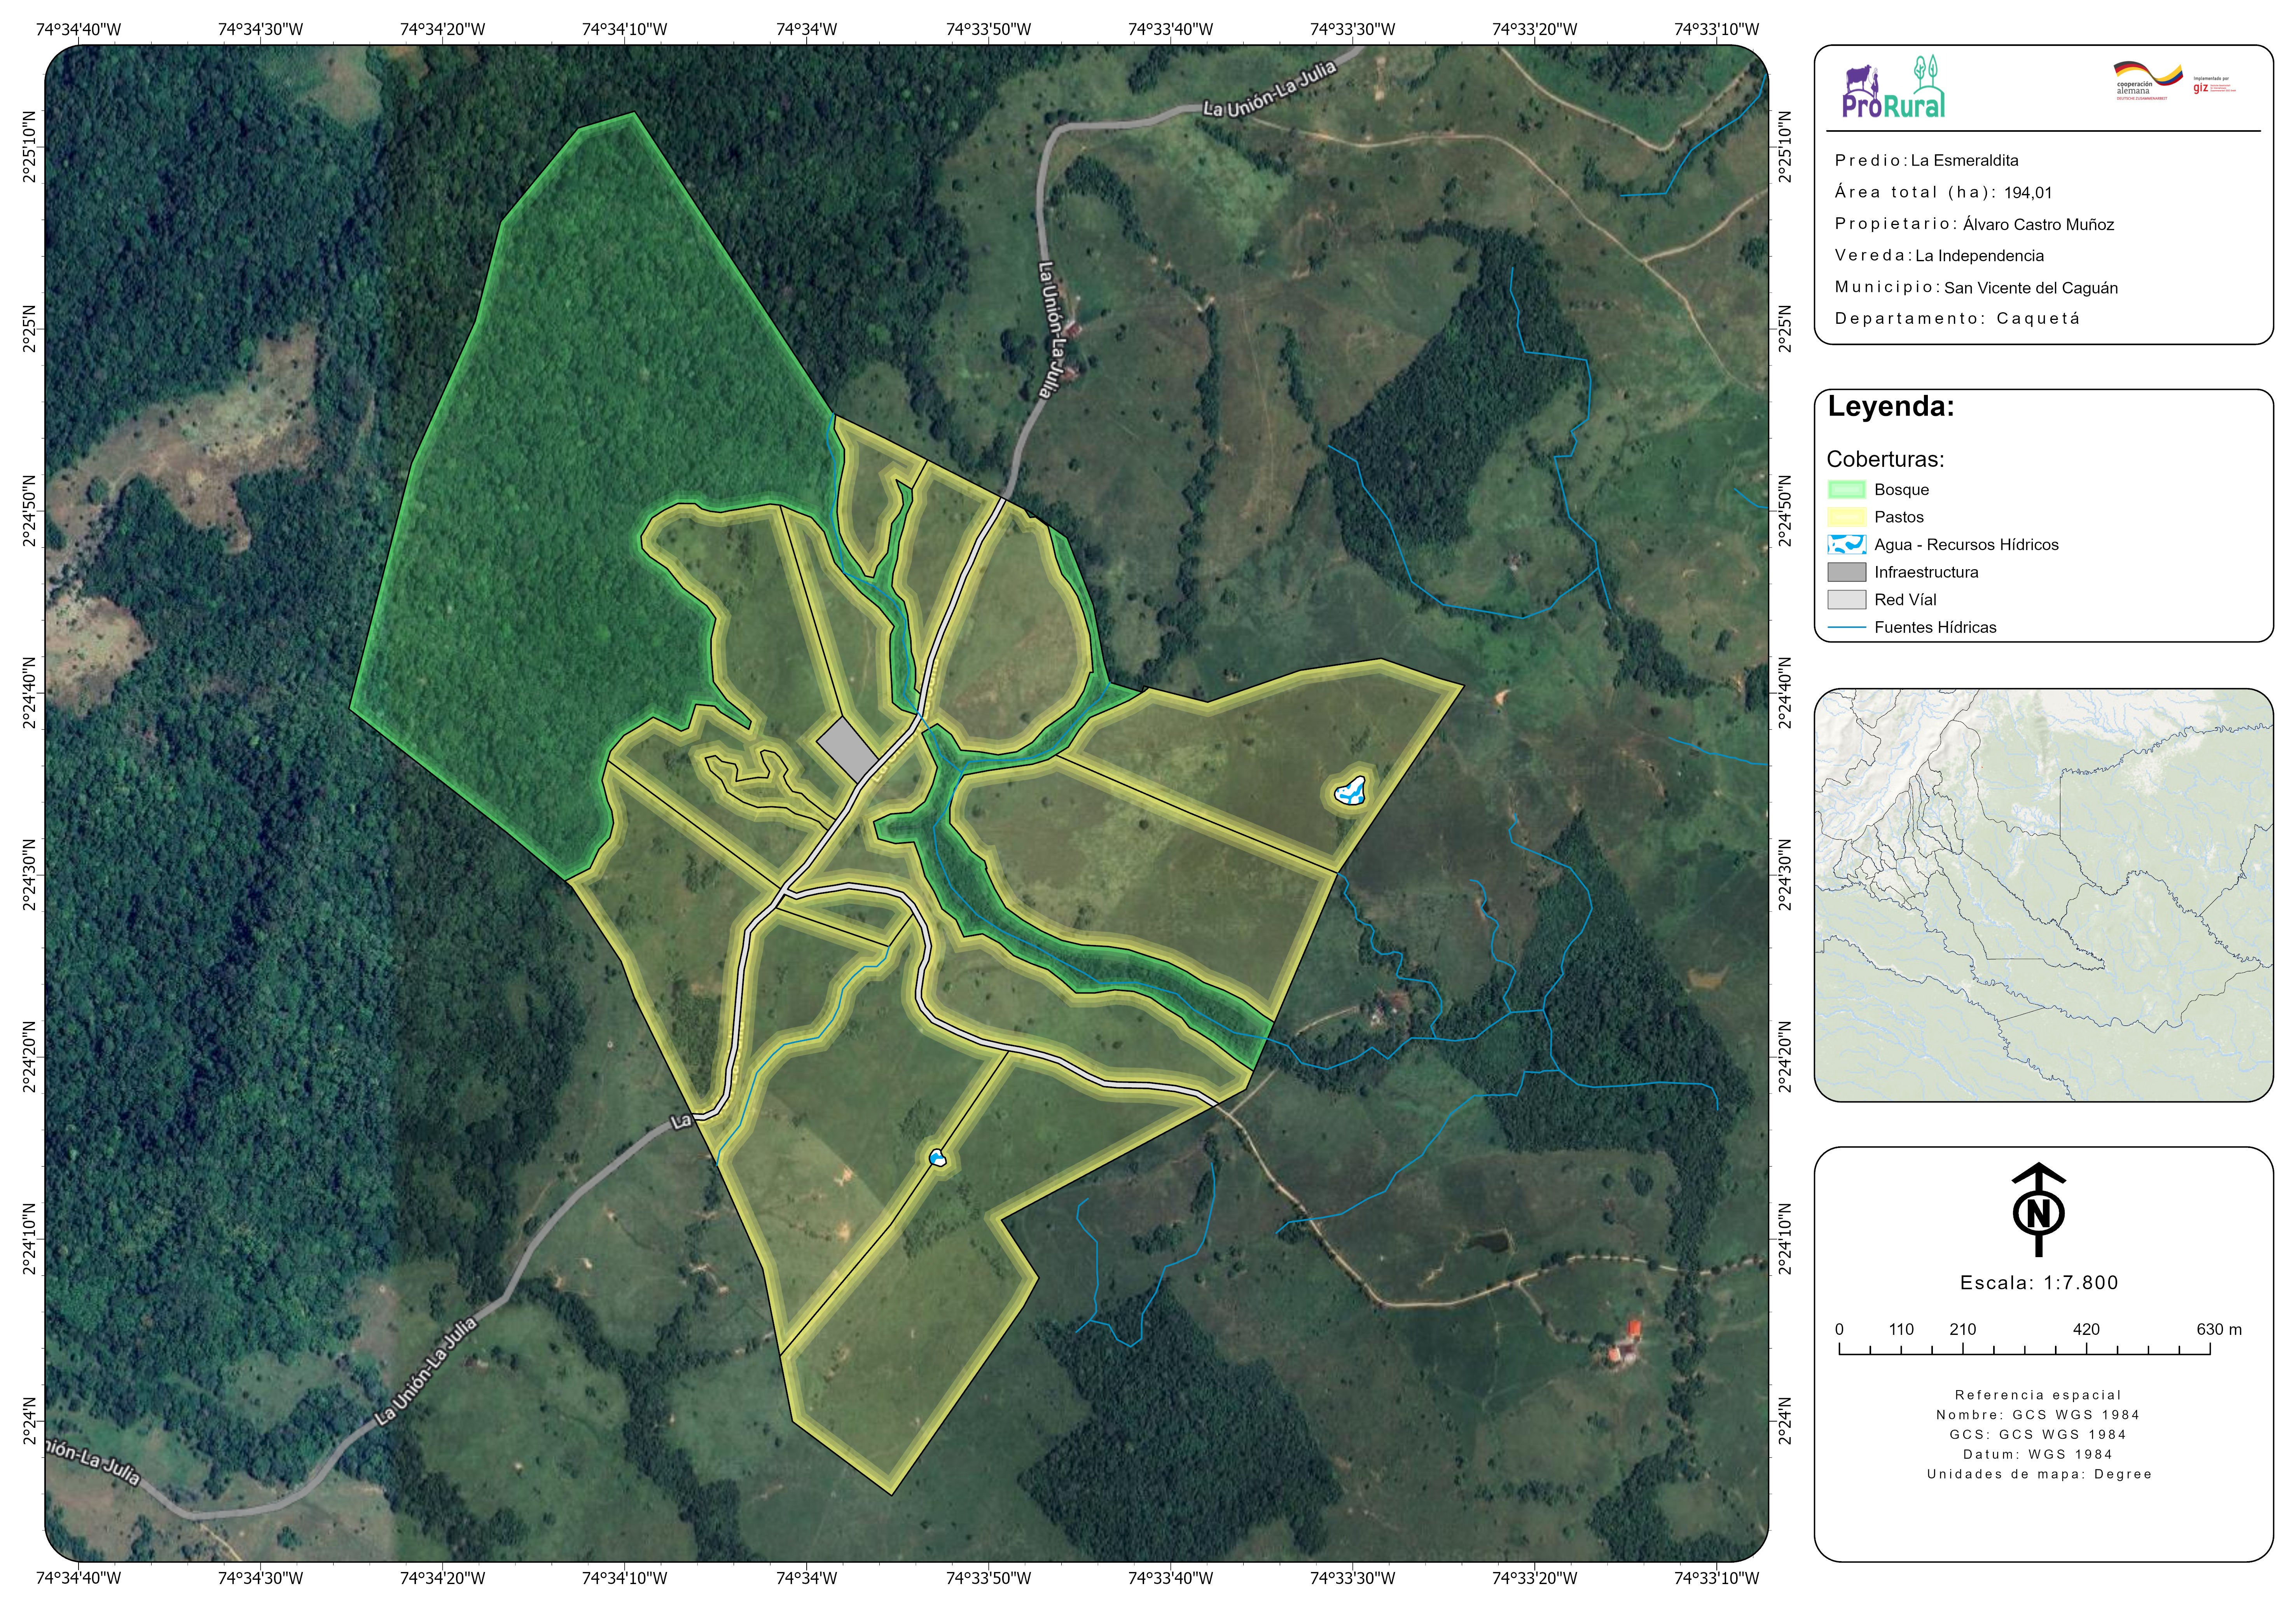 74°34'40"W 74°34'30"W 74°34'20"W 74°34'10"W 74°34'W 74°33'50"W 74°33'40"W 74°33'30"W 74°33'20"W 74°33'10"W
2°25'10"N
2°25'N
2°24'50"N
2°24'40"N
2°24'30"N
2°24'20"N
2°24'10"N
2°24'N
La Unión-La Julia
La Unión-La Julia
La
La Unión-La Julia
nión-La Julia
2°25'10"N
2°25'N
2°24'50"N
2°24'40"N
2°24'30"N
2°24'20"N
2°24'10"N
2°24'N
74°34'40"W 74°34'30"W 74°34'20"W 74°34'10"W 74°34'W 74°33'50"W 74°33'40"W 74°33'30"W 74°33'20"W 74°33'10"W
ProRural
cooperación
alemana
DEUTSCHE ZUSAMMENARBEIT
Implementada por
giz
Predio: La Esmeraldita
Área total (ha): 194,01
Propietario: Álvaro Castro Muñoz
Vereda: La Independencia
Municipio: San Vicente del Caguán
Departamento: Caquetá
Leyenda:
Coberturas:
Bosque
Pastos
Agua - Recursos Hídricos
Infraestructura
Red Víal
Fuentes Hídricas
N
Escala: 1:7.800
0 110 210 420 630 m
Referencia espacial
Nombre: GCS WGS 1984
GCS: GCS WGS 1984
Datum: WGS 1984
Unidades de mapa: Degree